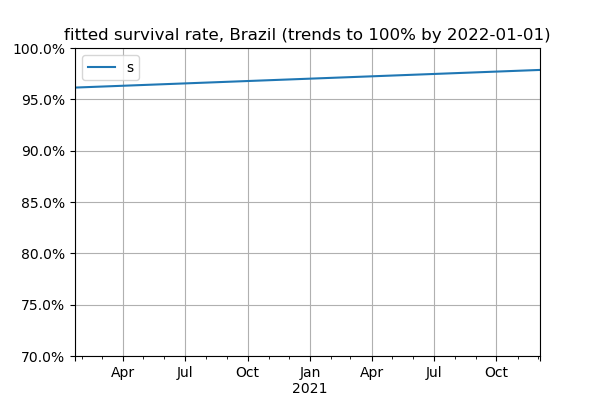 fitted survival rate, Brazil (trends to 100% by 2022-01-01)
100.0%
s
95.0%
90.0%
85.0%
80.0%
75.0%
70.0%
Apr Jul Oct Jan Apr Jul Oct
2021